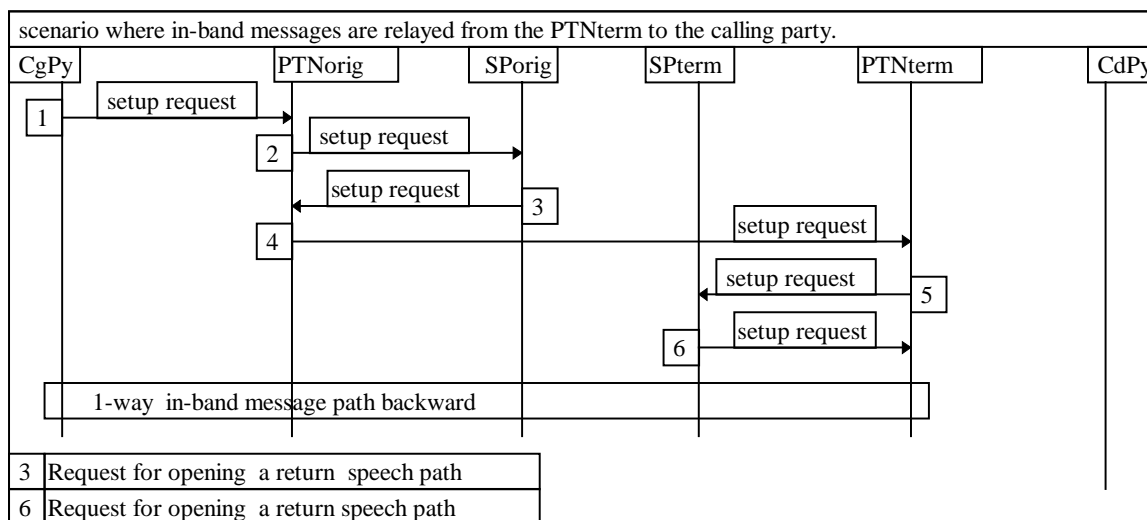 scenario where in-band messages are relayed from the PTNterm to the calling party.
CgPy PTNorig SPorig SPterm PTNterm CdPy
1 setup request
2 setup request
setup request 3
4 setup request
setup request 5
6 setup request
1-way in-band message path backward
3 Request for opening a return speech path
6 Request for opening a return speech path